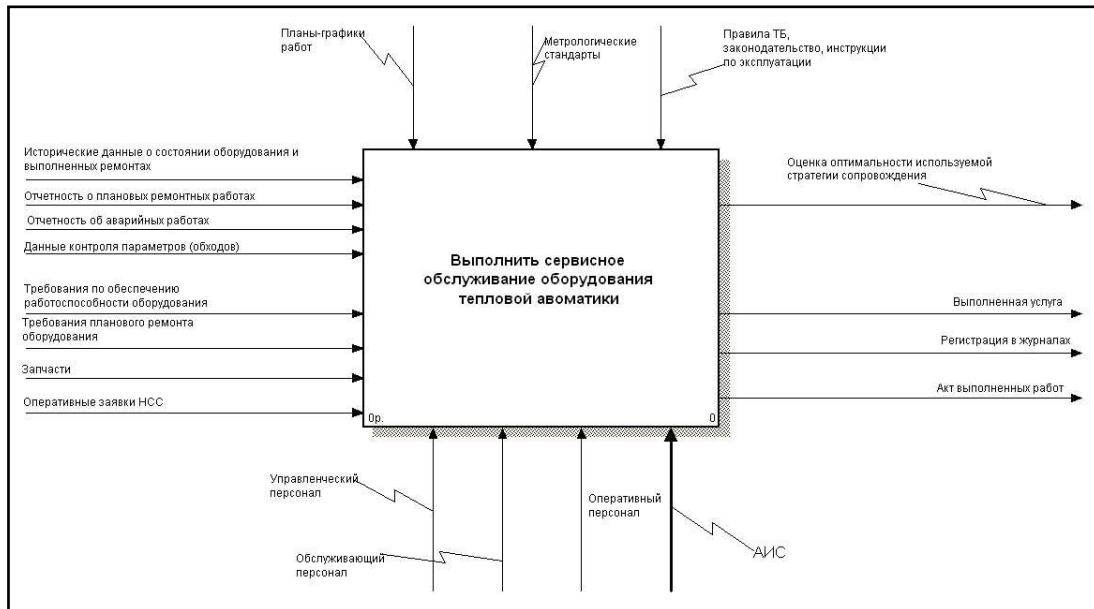 Планы-графики
работ
Метрологические
стандарты
Правила ТБ,
законодательство, инструкции
по эксплуатации
Исторические данные о состоянии оборудования и
выполненных ремонтах
Отчетность о плановых ремонтных работах
Отчетность об аварийных работах
Данные контроля параметров (обходов)
Требования по обеспечению
работоспособности оборудования
Требования планового ремонта
оборудования
Запчасти
Оперативные заявки НСС
Выполнить сервисное
обслуживание оборудования
тепловой авоматики
0р.
0
Оценка оптимальности используемой
стратегии сопровождения
Выполненная услуга
Регистрация в журналах
Акт выполненных работ
Управленческий
персонал
Обслуживающий
персонал
Оперативный
персонал
АИС